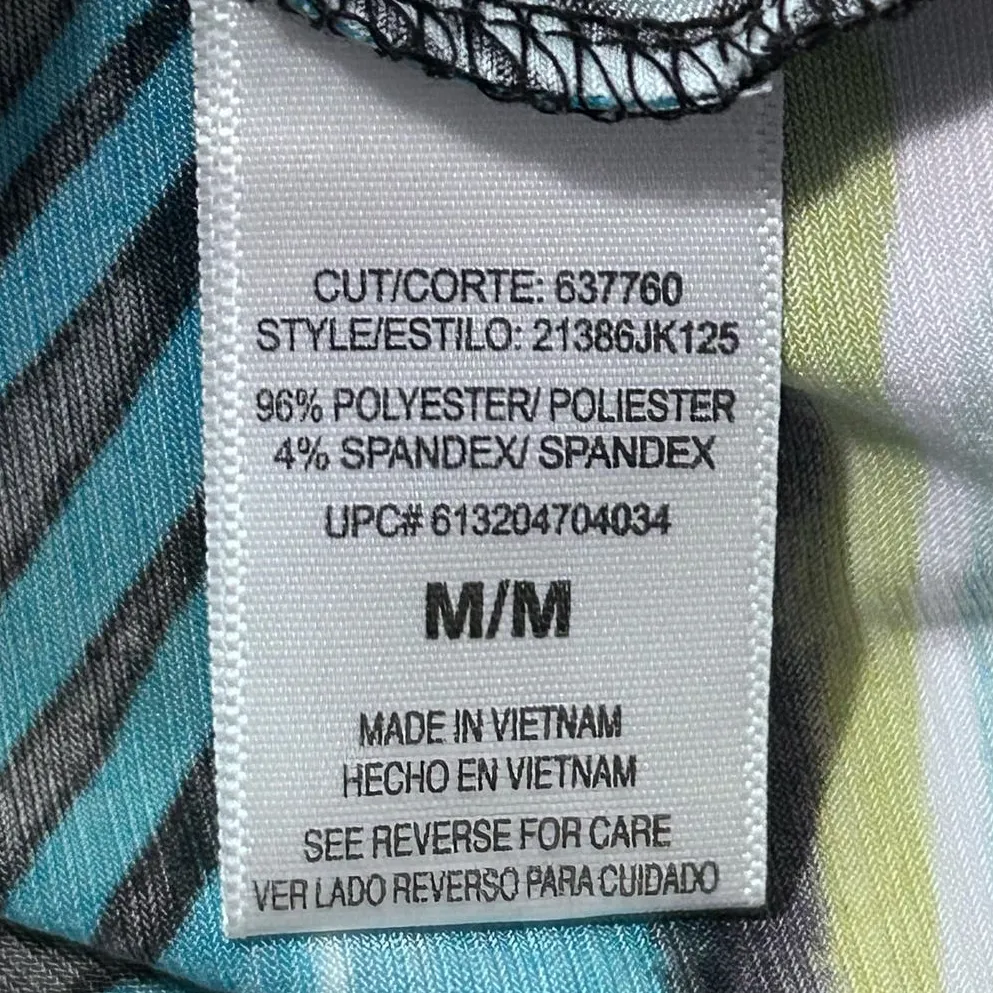 CUT/CORTE: 637760
STYLE/ESTILO: 21386JK125
96% POLYESTER/ POLIESTER
4% SPANDEX/ SPANDEX
UPC# 613204704034
M/M
MADE IN VIETNAM
HECHO EN VIETNAM
SEE REVERSE FOR CARE
VER LADO REVERSO PARA CUIDADO